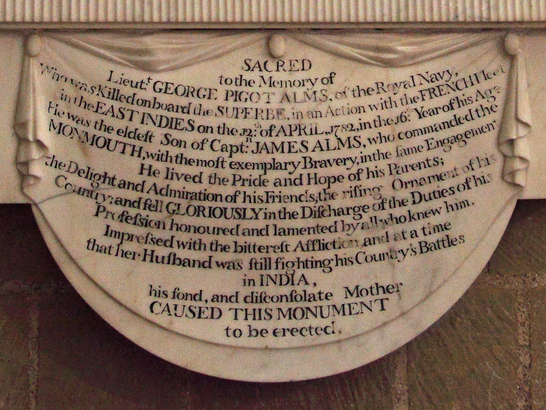 SACRED
to the Memory of
Lieut.t GEORGE PIGOT ALMS, of the Royal Navy,
Who was Killed on board the SUPERBE, in an Action with the FRENCH Fleet
in the EAST INDIES on the 12.th of APRIL, 1782, in the 16.th Year of his Age
He was the eldeſt Son of Capt.n JAMES ALMS, who commanded the
MONMOUTH, with the moſt exemplary Bravery, in the ſame Engagement
He lived the Pride and Hope of his Parents;
the Delight and Admiration of his Friends, the riſing Ornament of his
Country; and fell GLORIOUSLY in the Diſcharge of the Duties of his
Profeſsion honoured and lamented by all who knew him.
Impreſsed with the bittereſt Affliction, and at a time
that her Huſband was ſtill fighting his Country's Battles
in INDIA,
his fond, and diſconſolate Mother
CAUSED THIS MONUMENT
to be erected.